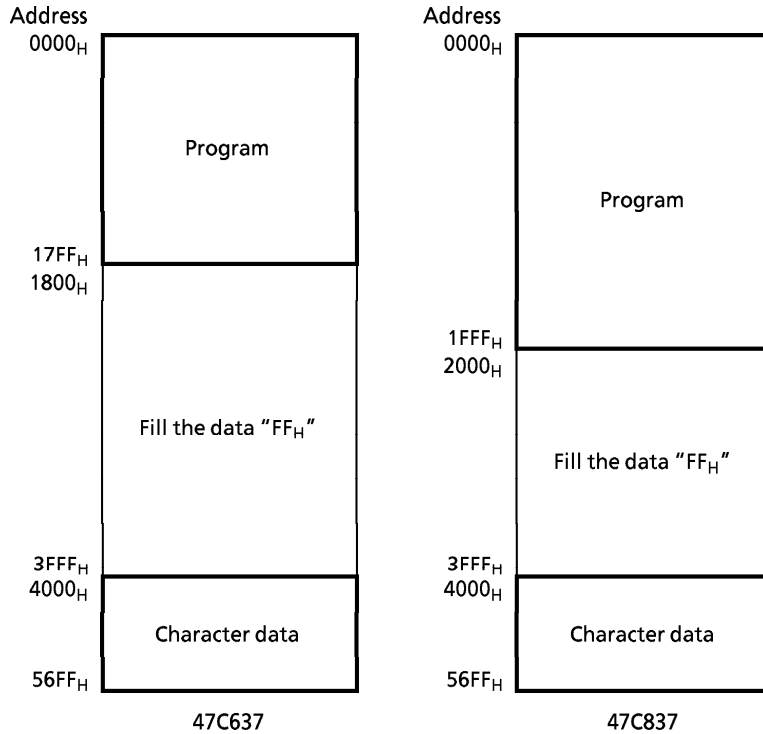 Address
0000H
Program
17FFH
1800H
Fill the data “FFH”
3FFFH
4000H
Character data
56FFH
47C637
Address
0000H
Program
1FFFH
2000H
Fill the data “FFH”
3FFFH
4000H
Character data
56FFH
47C837